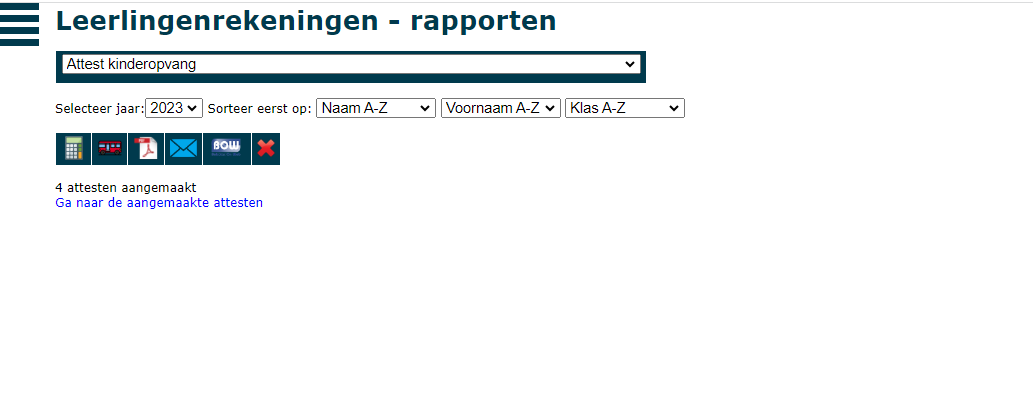 Leerlingenrekeningen - rapporten
Attest kinderopvang
Selecteer jaar: 2023 Sorteer eerst op: Naam A-Z Voornaam A-Z Klas A-Z
BOW
4 attesten aangemaakt
Ga naar de aangemaakte attesten